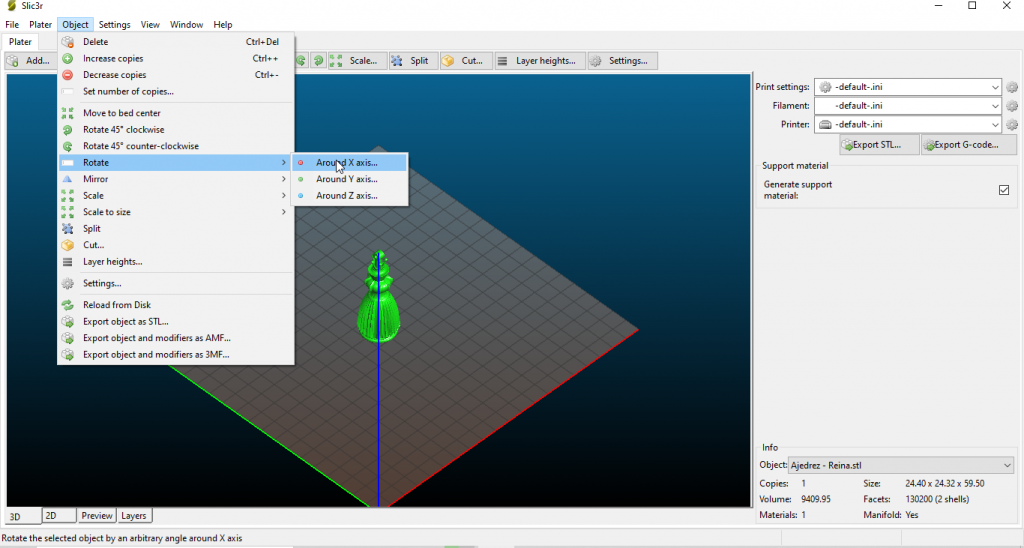 Slic3r
File Plater Object Settings View Window Help
Plater
Add... Scale... Split Cut... Layer heights... Settings...
Delete Ctrl+Del
Increase copies Ctrl++
Decrease copies Ctrl+-
Set number of copies...
Move to bed center
Rotate 45° clockwise
Rotate 45° counter-clockwise
Rotate
Mirror
Scale
Scale to size
Split
Cut...
Layer heights...
Settings...
Reload from Disk
Export object as STL...
Export object and modifiers as AMF...
Export object and modifiers as 3MF...
Around X axis...
Around Y axis...
Around Z axis...
Print settings: -default-.ini
Filament: -default-.ini
Printer: -default-.ini
Export STL... Export G-code...
Support material
Generate support
material:
Info
Object: Ajedrez - Reina.stl
Copies: 1 Size: 24.40 x 24.32 x 59.50
Volume: 9409.95 Facets: 130200 (2 shells)
Materials: 1 Manifold: Yes
3D 2D Preview Layers
Rotate the selected object by an arbitrary angle around X axis